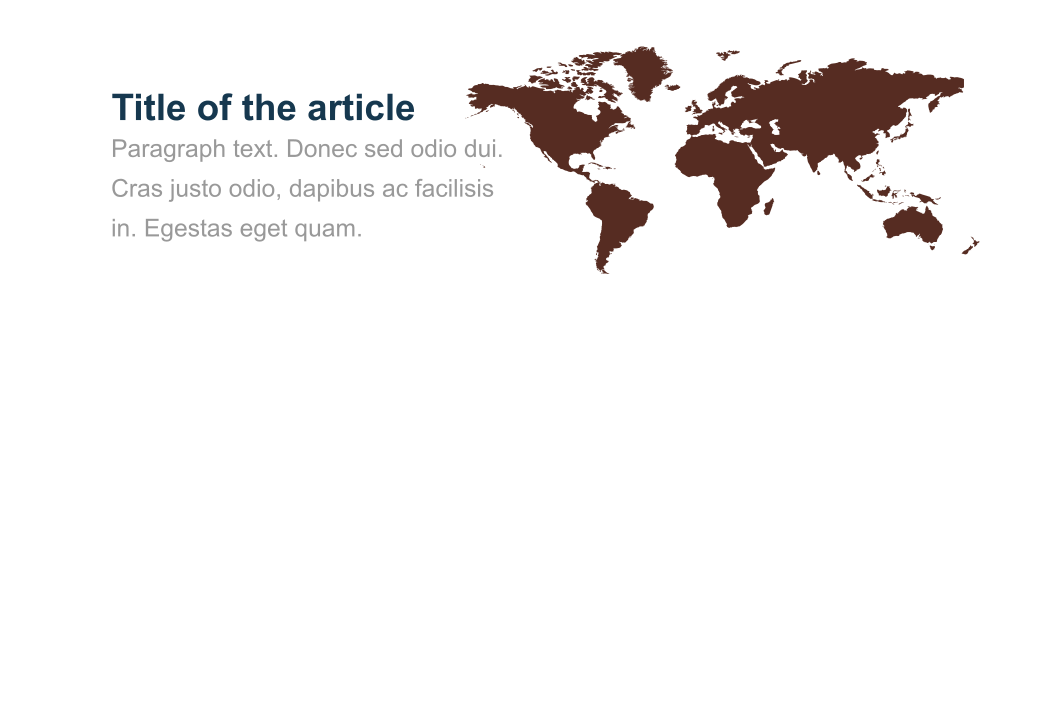 Title of the article
Paragraph text. Donec sed odio dui.
Cras justo odio, dapibus ac facilisis
in. Egestas eget quam.